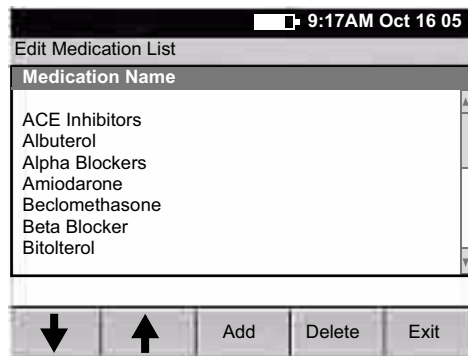 9:17AM Oct 16 05
Edit Medication List
Medication Name
ACE Inhibitors
Albuterol
Alpha Blockers
Amiodarone
Beclomethasone
Beta Blocker
Bitolterol
Add Delete Exit